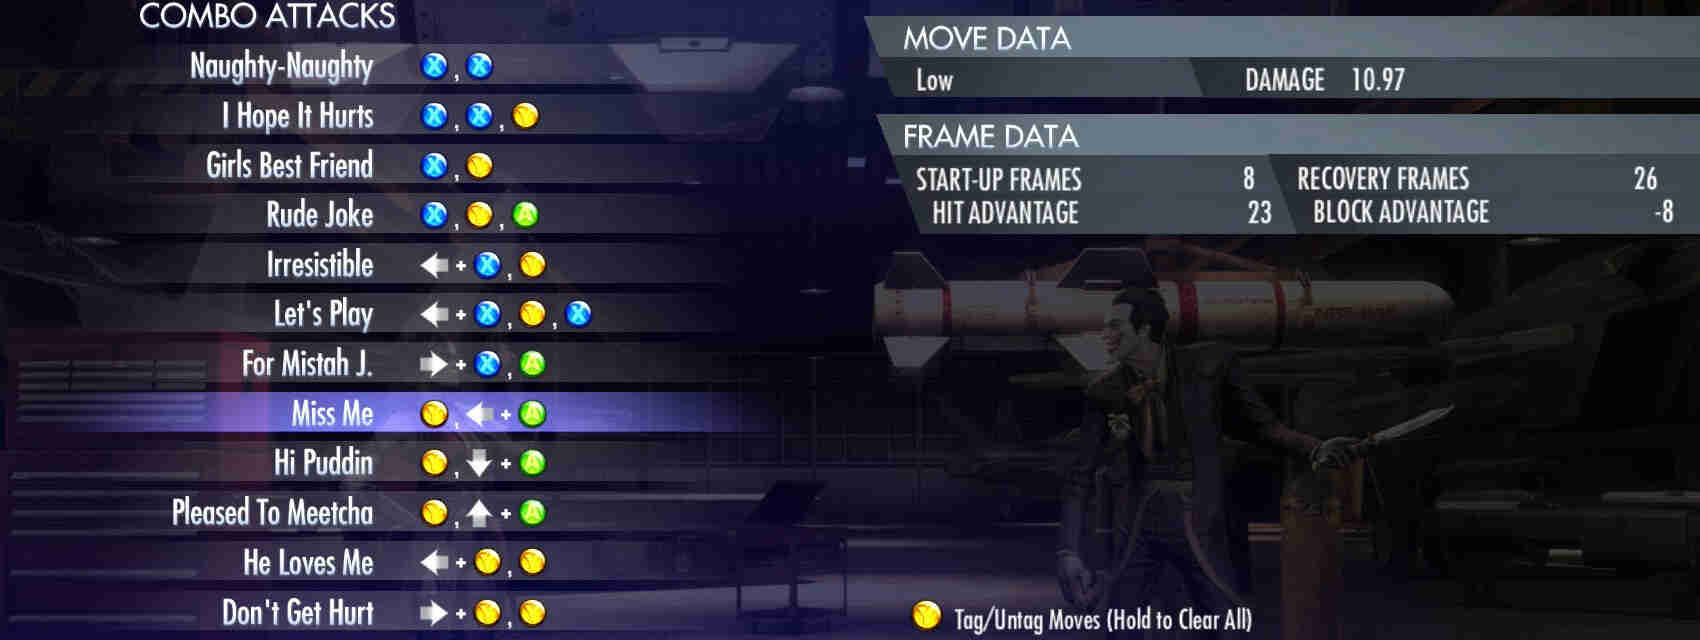 COMBO ATTACKS
Naughty-Naughty X, X
I Hope It Hurts X, X, Y
Girls Best Friend X, Y
Rude Joke X, Y, A
Irresistible ← + X, Y
Let's Play ← + X, Y, X
For Mistah J. → + X, A
Miss Me Y, ← + A
Hi Puddin Y, ↓ + A
Pleased To Meetcha Y, ↑ + A
He Loves Me ← + Y, Y
Don't Get Hurt → + Y, Y
MOVE DATA
Low DAMAGE 10.97
FRAME DATA
START-UP FRAMES 8 RECOVERY FRAMES 26
HIT ADVANTAGE 23 BLOCK ADVANTAGE -8
Y Tag/Untag Moves (Hold to Clear All)